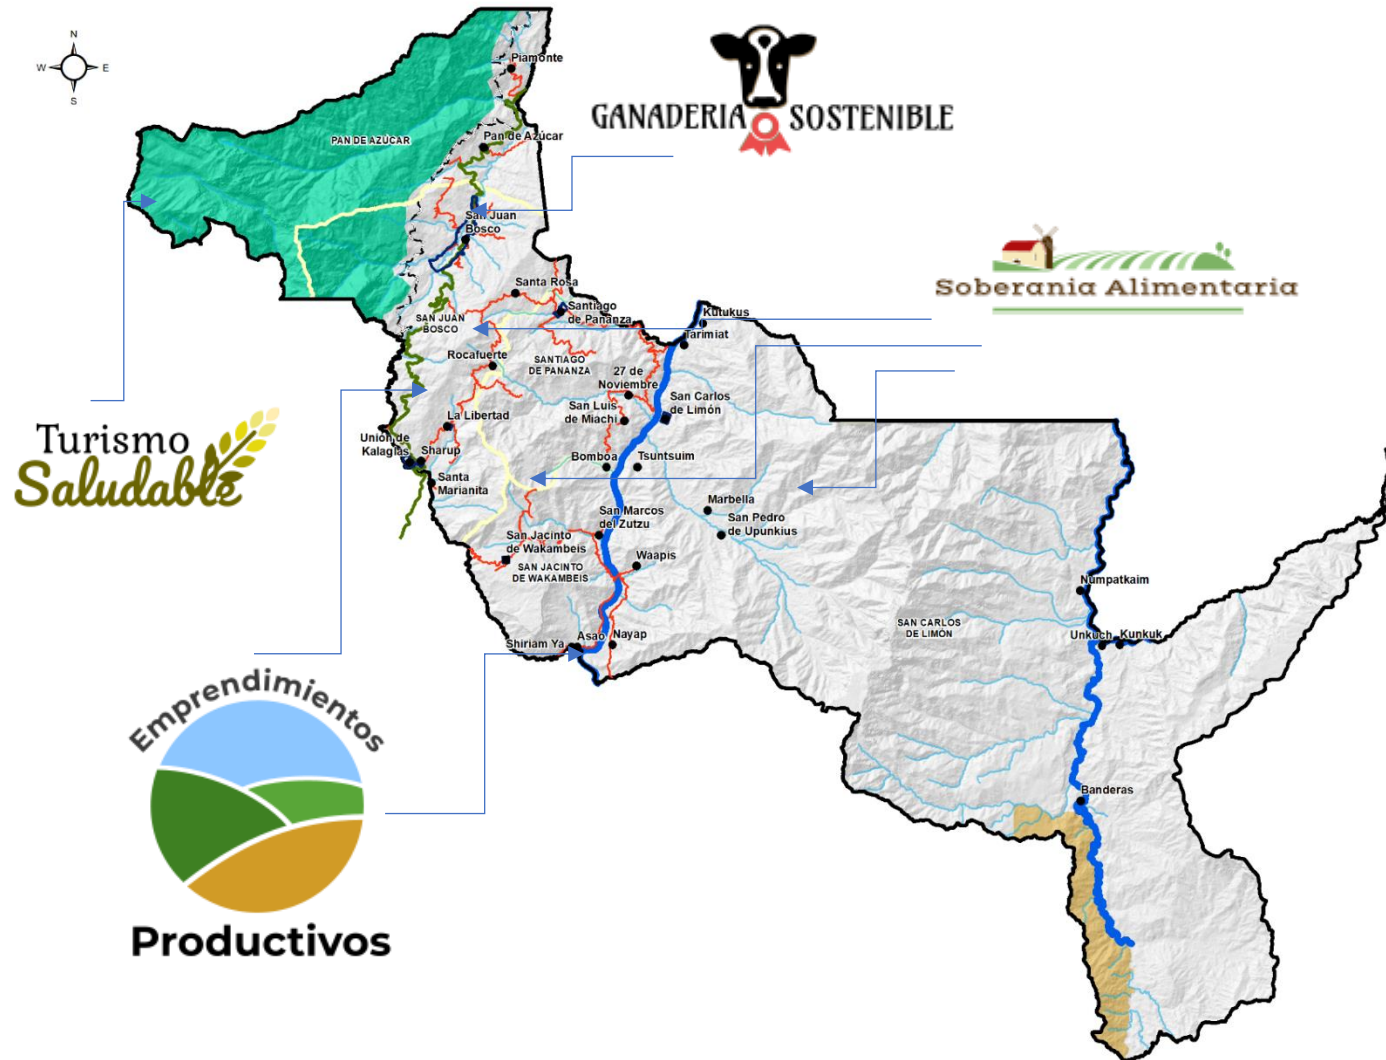 N
W
E
S
Piamonte
GANADERIA SOSTENIBLE
PAN DE AZÚCAR
Pan de Azúcar
San Juan
Bosco
Soberania Alimentaria
Santa Rosa
Santiago
de Pananza
Kutukus
SAN JUAN
BOSCO
Tarimiat
Rocafuerte
SANTIAGO
DE PANANZA
27 de
Noviembre
San Carlos
de Limón
San Luis
de Miachi
La Libertad
Turismo
Saludable
Unión de
Kalaglas
Sharup
Bomboa
Tsuntsuim
Santa
Marianita
Marbella
San Marcos
del Zutzu
San Pedro
de Upunkius
San Jacinto
de Wakambeis
SAN JACINTO
DE WAKAMBEIS
Waapis
Numpatkaim
SAN CARLOS
DE LIMÓN
Shiriam Ya
Asao
Nayap
Unkuch
Kunkuk
Emprendimientos
Productivos
Banderas